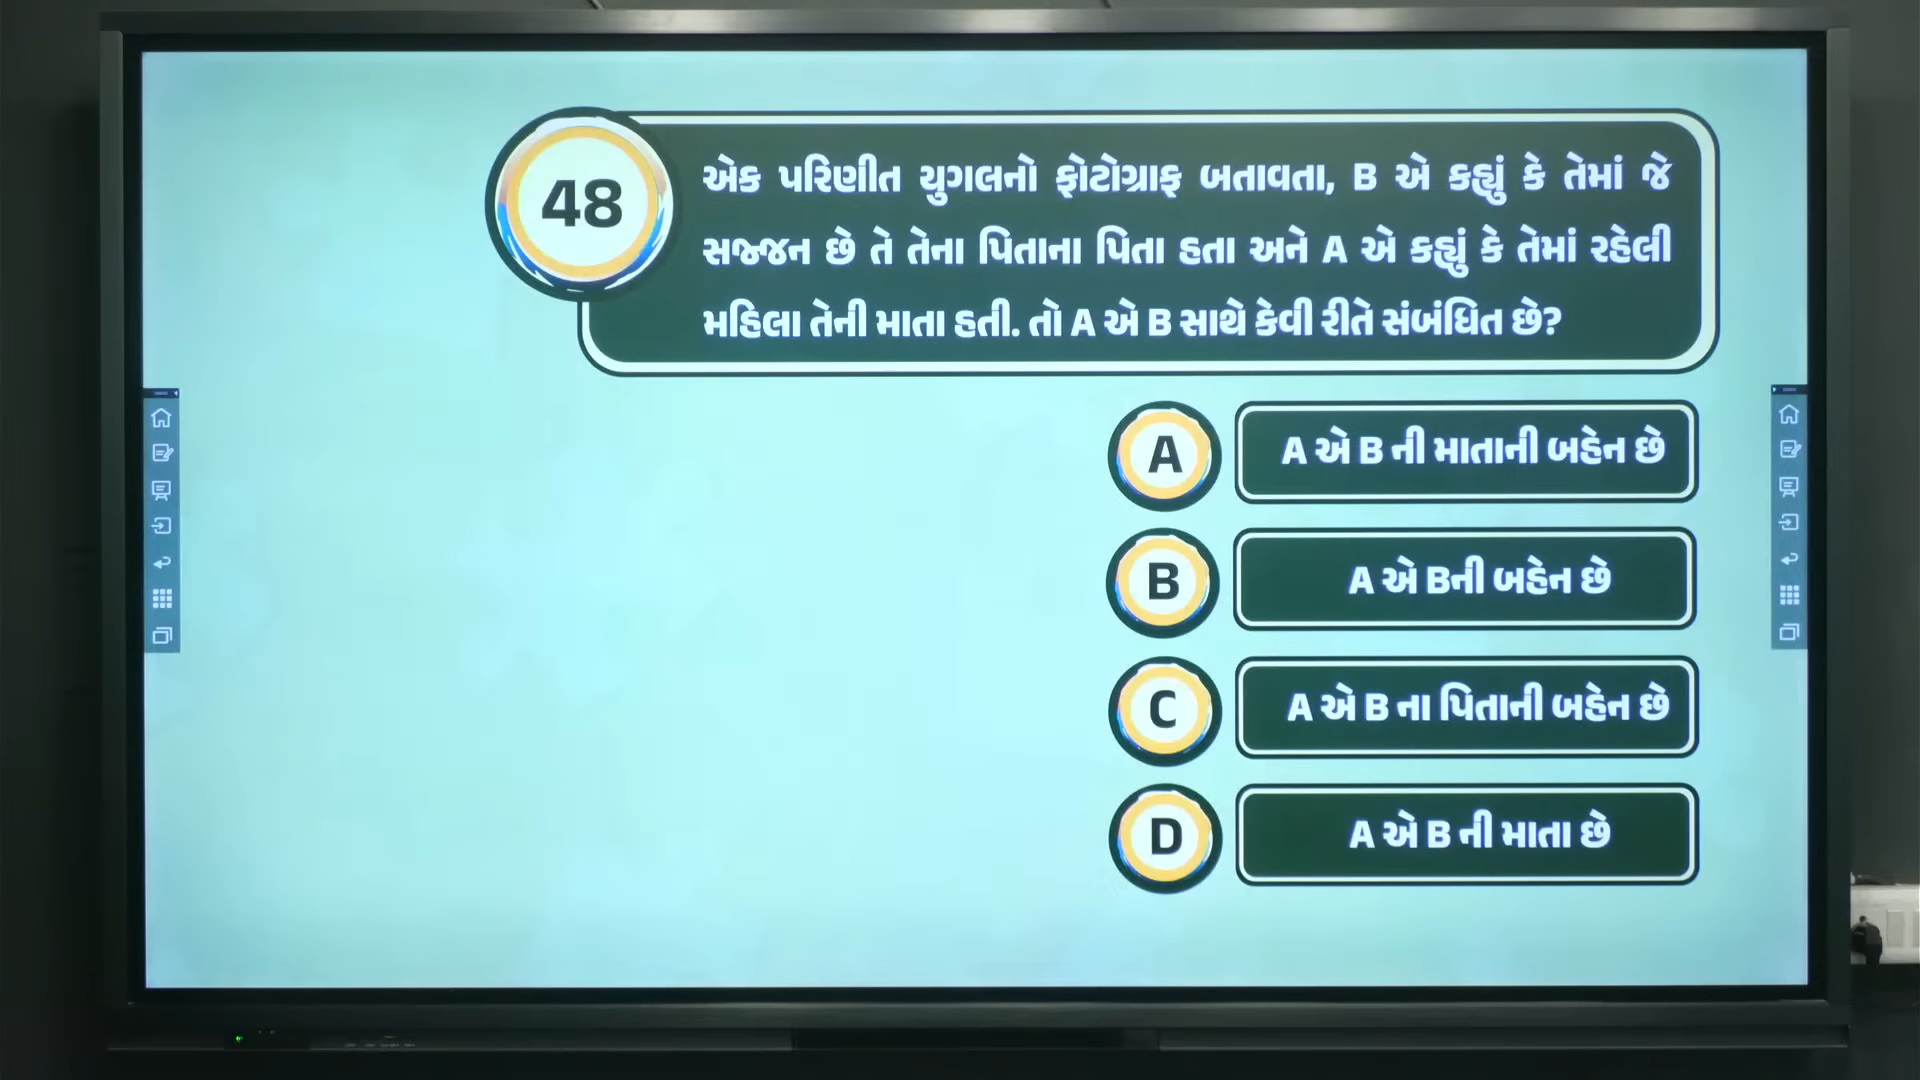 48
એક પરિણીત યુગલનો ફોટોગ્રાફ બતાવતા, B એ કહ્યું કે તેમાં જે
સજ્જન છે તે તેના પિતાના પિતા હતા અને A એ કહ્યું કે તેમાં રહેલી
મહિલા તેની માતા હતી. તો A એ B સાથે કેવી રીતે સંબંધિત છે?
A A એ B ની માતાની બહેન છે
B A એ Bની બહેન છે
C A એ B ના પિતાની બહેન છે
D A એ B ની માતા છે